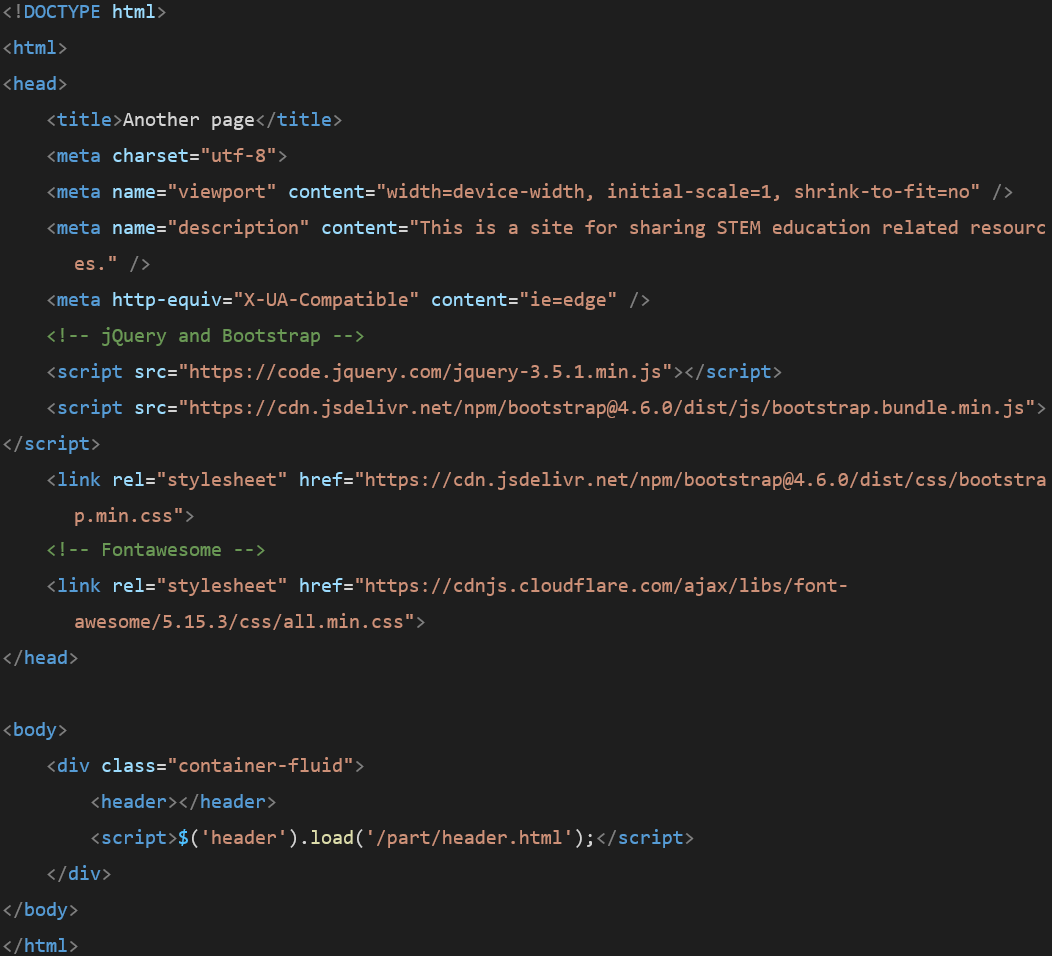 <!DOCTYPE html>
<html>
<head>
    <title>Another page</title>
    <meta charset="utf-8">
    <meta name="viewport" content="width=device-width, initial-scale=1, shrink-to-fit=no" />
    <meta name="description" content="This is a site for sharing STEM education related resourc
es." />
    <meta http-equiv="X-UA-Compatible" content="ie=edge" />
    <!-- jQuery and Bootstrap -->
    <script src="https://code.jquery.com/jquery-3.5.1.min.js"></script>
    <script src="https://cdn.jsdelivr.net/npm/bootstrap@4.6.0/dist/js/bootstrap.bundle.min.js">
</script>
    <link rel="stylesheet" href="https://cdn.jsdelivr.net/npm/bootstrap@4.6.0/dist/css/bootstra
p.min.css">
    <!-- Fontawesome -->
    <link rel="stylesheet" href="https://cdnjs.cloudflare.com/ajax/libs/font-
awesome/5.15.3/css/all.min.css">
</head>

<body>
    <div class="container-fluid">
        <header></header>
        <script>$('header').load('/part/header.html');</script>
    </div>
</body>
</html>